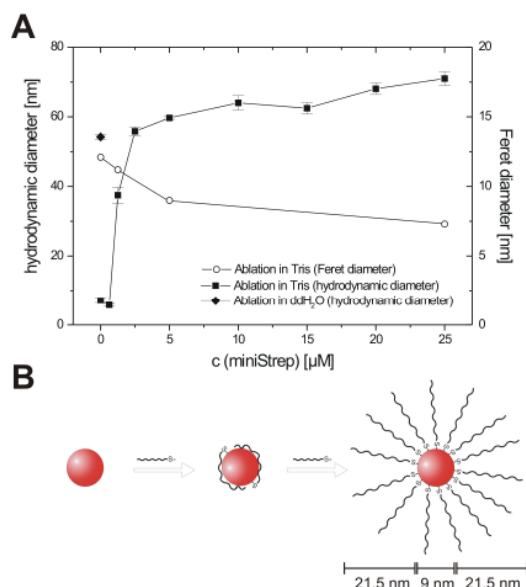 A
hydrodynamic diameter [nm]
80
60
40
20
0
20
15
10
5
0
Feret diameter [nm]
Ablation in Tris (Feret diameter)
Ablation in Tris (hydrodynamic diameter)
Ablation in ddH₂O (hydrodynamic diameter)
0 5 10 15 20 25
c (miniStrep) [µM]
B
21.5 nm 9 nm 21.5 nm